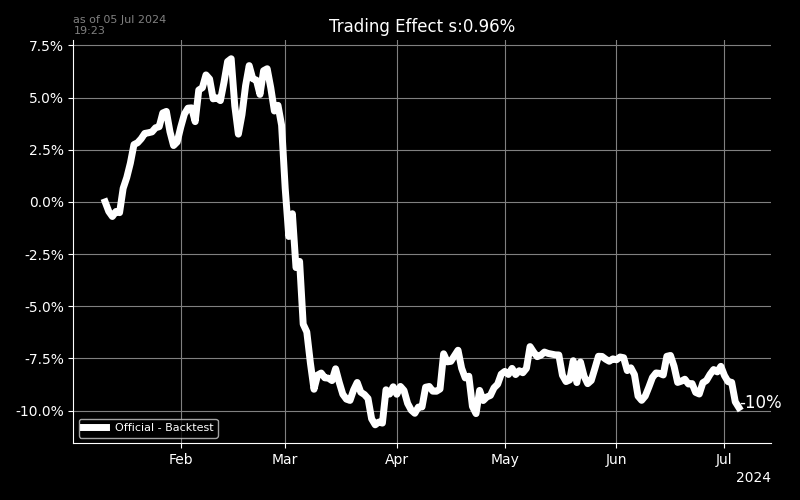 as of 05 Jul 2024
19:23
Trading Effect s:0.96%
7.5%
5.0%
2.5%
0.0%
-2.5%
-5.0%
-7.5%
-10.0%
-10%
Official - Backtest
Feb Mar Apr May Jun Jul
2024